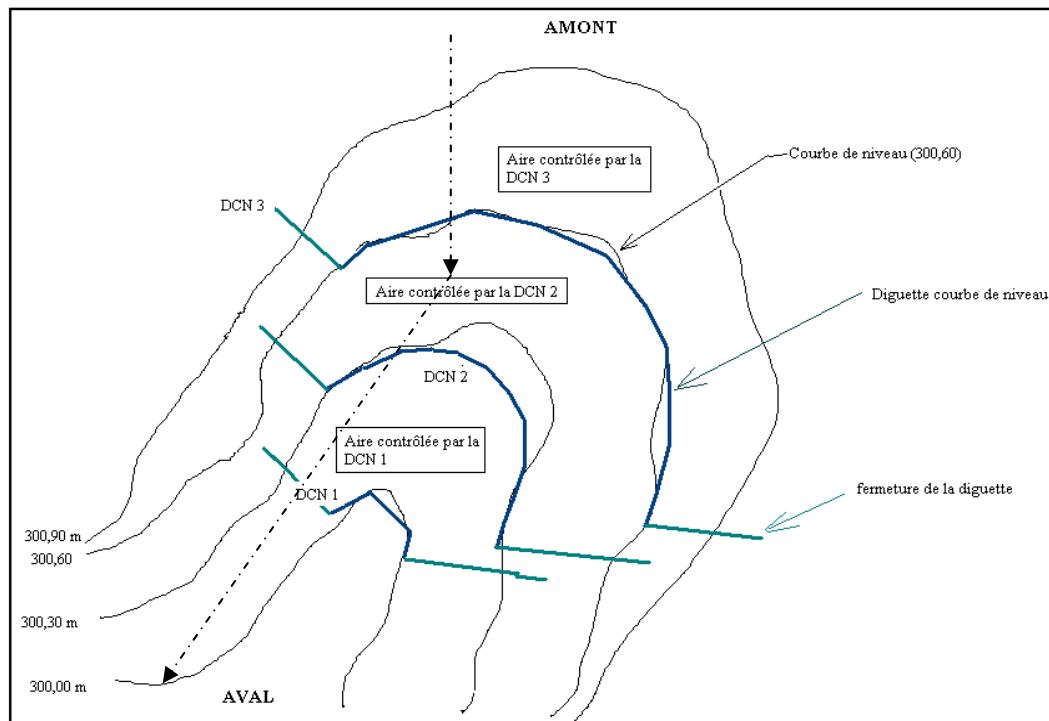 AMONT
Courbe de niveau (300,60)
Aire contrôlée par la
DCN 3
DCN 3
Aire contrôlée par la DCN 2
Diguette courbe de niveau
DCN 2
Aire contrôlée par la
DCN 1
DCN 1
fermeture de la diguette
300,90 m
300,60
300,30 m
300,00 m
AVAL